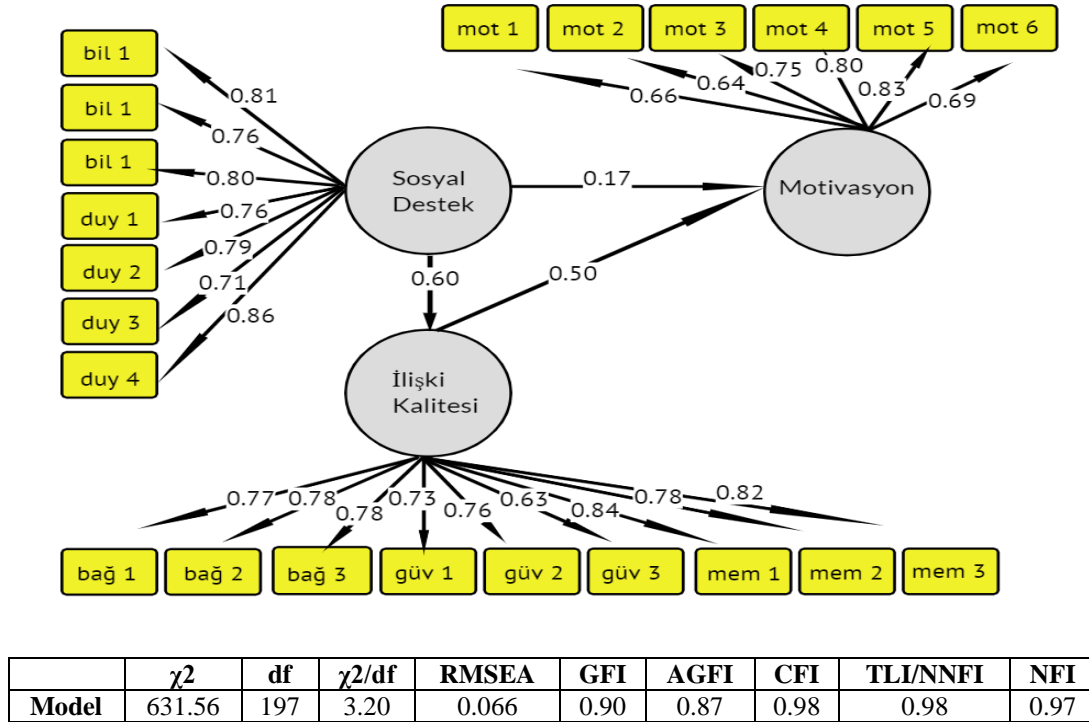 mot 1 mot 2 mot 3 mot 4 mot 5 mot 6
0.66 0.64 0.75 0.80 0.83 0.69
bil 1
bil 1
bil 1
duy 1
duy 2
duy 3
duy 4
0.81
0.76
0.80
0.76
0.79
0.71
0.86
Sosyal
Destek
0.17
Motivasyon
0.60
0.50
İlişki
Kalitesi
0.77 0.78 0.78 0.73 0.76 0.63 0.84 0.78 0.82
bağ 1 bağ 2 bağ 3 güv 1 güv 2 güv 3 mem 1 mem 2 mem 3
χ2 df χ2/df RMSEA GFI AGFI CFI TLI/NNFI NFI
Model 631.56 197 3.20 0.066 0.90 0.87 0.98 0.98 0.97